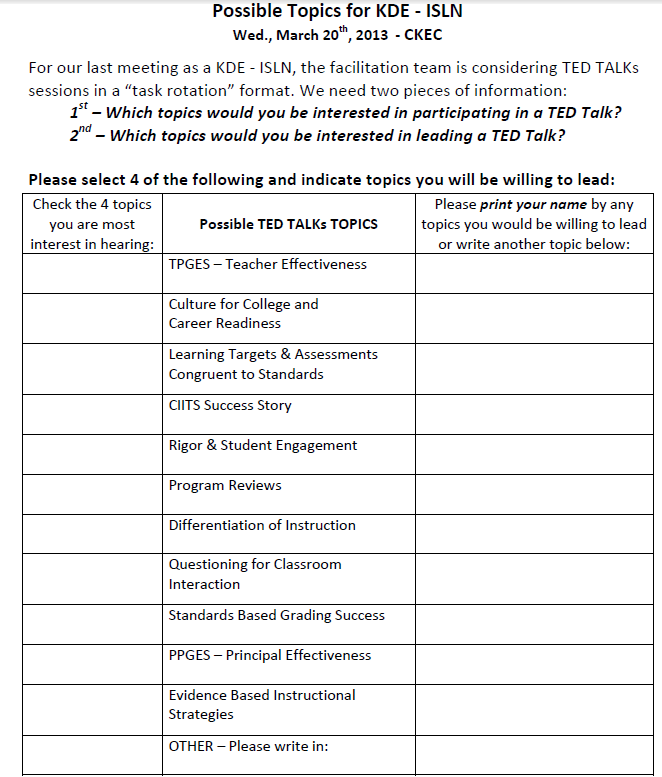 Possible Topics for KDE - ISLN
Wed., March 20th, 2013 - CKEC
For our last meeting as a KDE - ISLN, the facilitation team is considering TED TALKs
sessions in a “task rotation” format. We need two pieces of information:
1st – Which topics would you be interested in participating in a TED Talk?
2nd – Which topics would you be interested in leading a TED Talk?
Please select 4 of the following and indicate topics you will be willing to lead:
Check the 4 topics
you are most
interest in hearing:
Possible TED TALKs TOPICS
Please print your name by any
topics you would be willing to lead
or write another topic below:
TPGES – Teacher Effectiveness
Culture for College and
Career Readiness
Learning Targets & Assessments
Congruent to Standards
CIITS Success Story
Rigor & Student Engagement
Program Reviews
Differentiation of Instruction
Questioning for Classroom
Interaction
Standards Based Grading Success
PPGES – Principal Effectiveness
Evidence Based Instructional
Strategies
OTHER – Please write in: